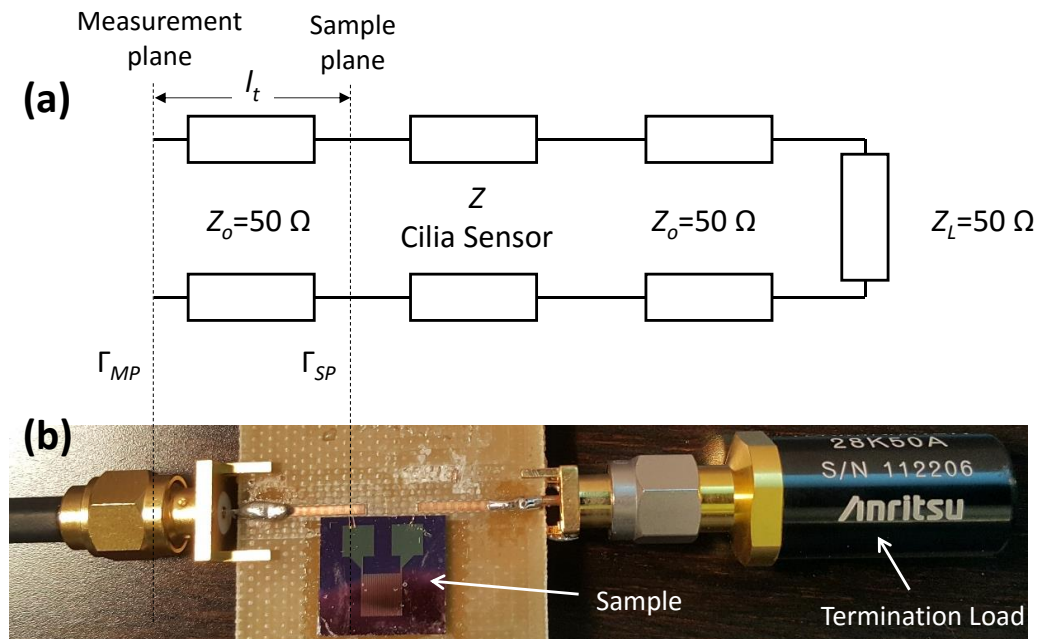 Measurement
plane
Sample
plane
(a)
l_t
Z_o=50 Ω
Z
Cilia Sensor
Z_o=50 Ω
Z_L=50 Ω
Γ_MP
Γ_SP
(b)
28K50A
S/N 112206
Anritsu
Sample
Termination Load